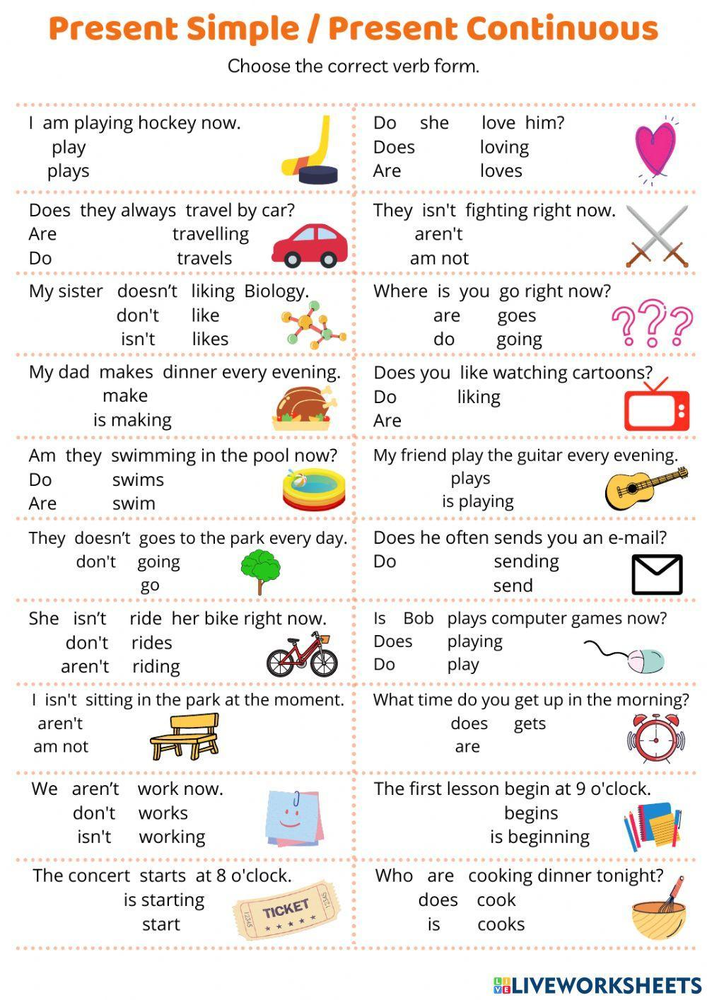 Present Simple / Present Continuous
Choose the correct verb form.
I am playing hockey now.
play
plays
Do she love him?
Does loving
Are loves
Does they always travel by car?
Are travelling
Do travels
They isn't fighting right now.
aren't
am not
My sister doesn’t liking Biology.
don't like
isn't likes
Where is you go right now?
are goes
do going
My dad makes dinner every evening.
make
is making
Does you like watching cartoons?
Do liking
Are
Am they swimming in the pool now?
Do swims
Are swim
My friend play the guitar every evening.
plays
is playing
They doesn’t goes to the park every day.
don't going
go
Does he often sends you an e-mail?
Do sending
send
She isn’t ride her bike right now.
don't rides
aren't riding
Is Bob plays computer games now?
Does playing
Do play
I isn't sitting in the park at the moment.
aren't
am not
What time do you get up in the morning?
does gets
are
We aren’t work now.
don't works
isn't working
The first lesson begin at 9 o'clock.
begins
is beginning
The concert starts at 8 o'clock.
is starting
start
12345 TICKET 12345
Who are cooking dinner tonight?
does cook
is cooks
LIVE LIVEWORKSHEETS